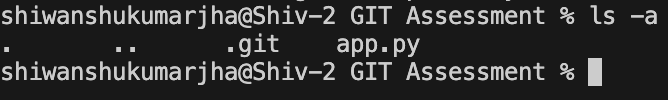 shiwanshukumarjha@Shiv-2 GIT Assessment % ls -a
.       ..      .git    app.py
shiwanshukumarjha@Shiv-2 GIT Assessment %